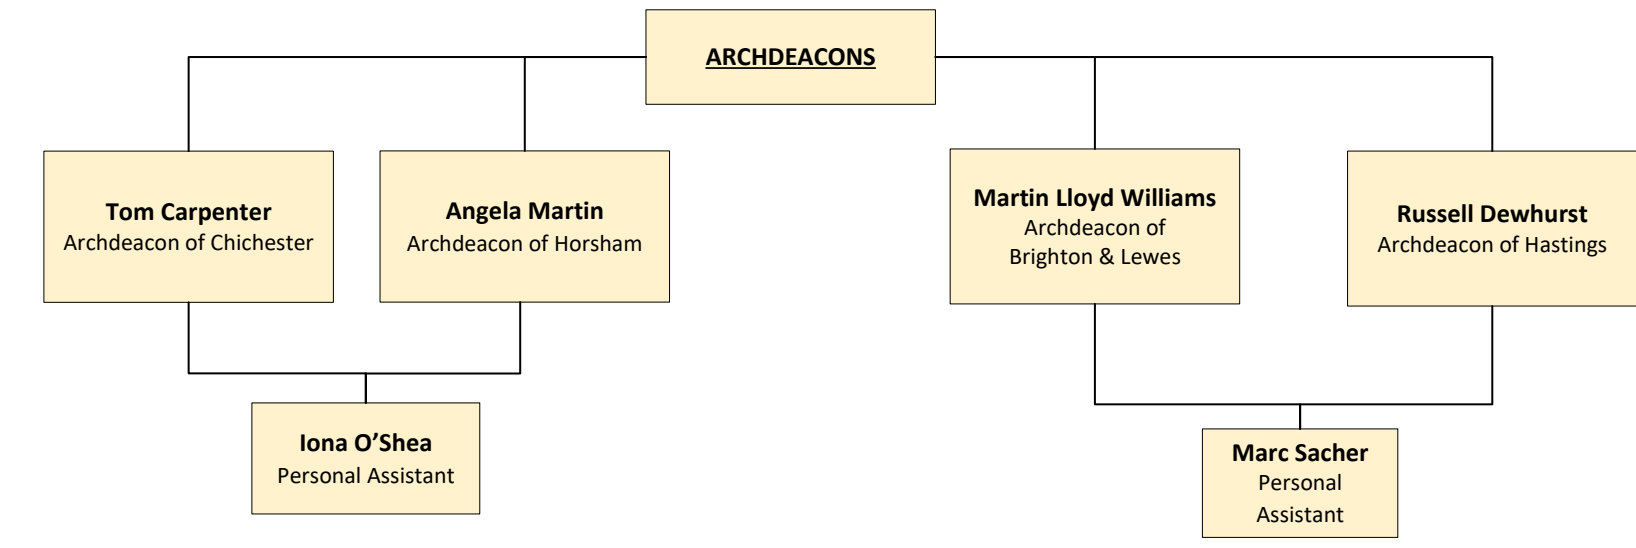 ARCHDEACONS
Tom Carpenter
Archdeacon of Chichester
Angela Martin
Archdeacon of Horsham
Martin Lloyd Williams
Archdeacon of
Brighton & Lewes
Russell Dewhurst
Archdeacon of Hastings
Iona O’Shea
Personal Assistant
Marc Sacher
Personal
Assistant